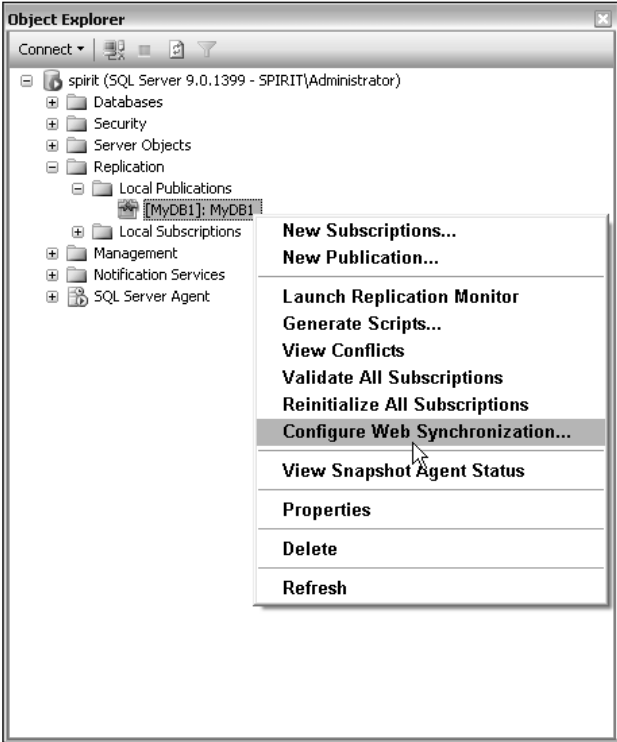 Object Explorer
Connect
spirit (SQL Server 9.0.1399 - SPIRIT\Administrator)
Databases
Security
Server Objects
Replication
Local Publications
[MyDB1]: MyDB1
Local Subscriptions
Management
Notification Services
SQL Server Agent
New Subscriptions...
New Publication...
Launch Replication Monitor
Generate Scripts...
View Conflicts
Validate All Subscriptions
Reinitialize All Subscriptions
Configure Web Synchronization...
View Snapshot Agent Status
Properties
Delete
Refresh